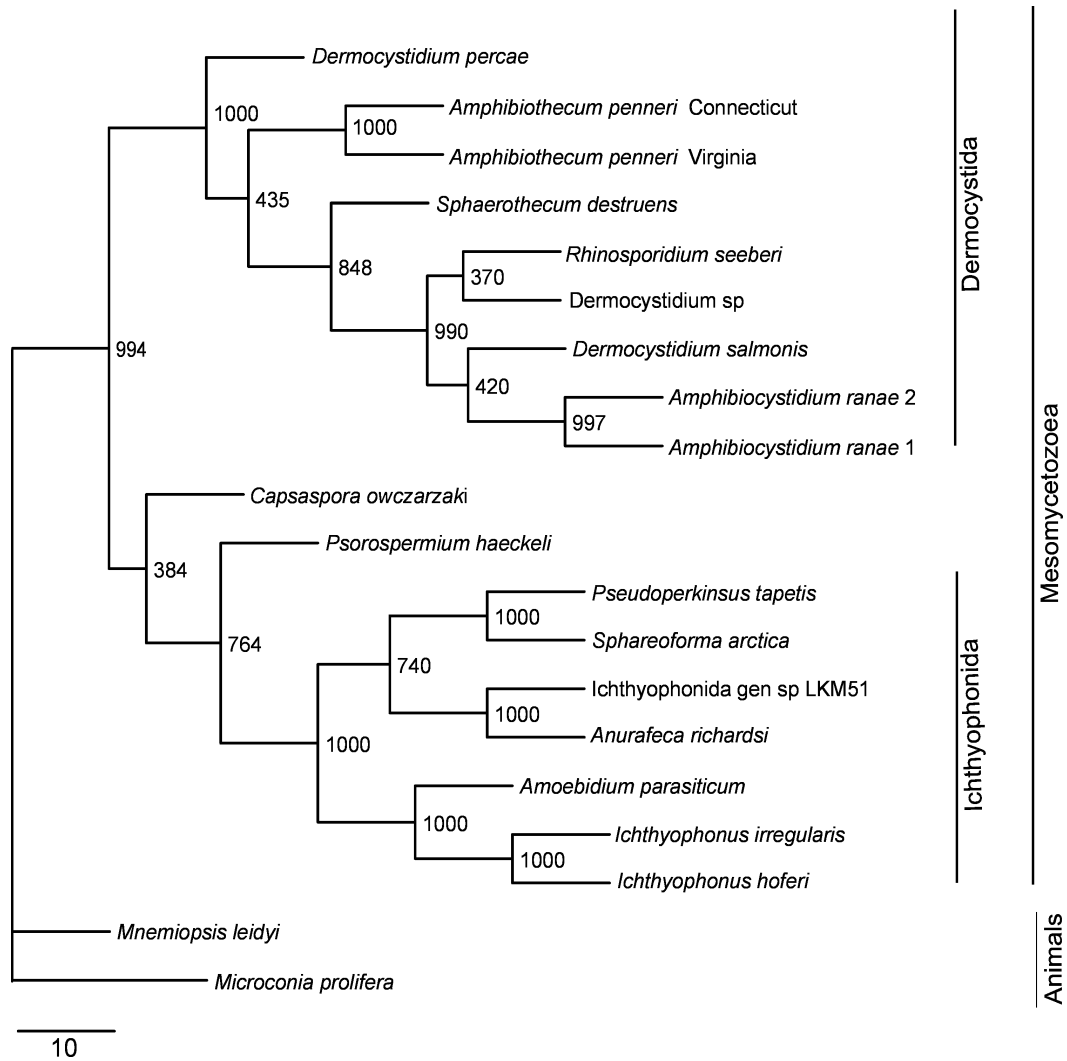 Dermocystidium percae
1000
Amphibiothecum penneri Connecticut
1000
Amphibiothecum penneri Virginia
435
Sphaerothecum destruens
848
Rhinosporidium seeberi
370
Dermocystidium sp
990
Dermocystidium salmonis
420
Amphibiocystidium ranae 2
997
Amphibiocystidium ranae 1
994
Capsaspora owczarzaki
384
Psorospermium haeckeli
764
Pseudoperkinsus tapetis
1000
Sphareoforma arctica
740
Ichthyophonida gen sp LKM51
1000
Anurafeca richardsi
1000
Amoebidium parasiticum
1000
Ichthyophonus irregularis
1000
Ichthyophonus hoferi
Mnemiopsis leidyi
Microconia prolifera
10
Dermocystida
Ichthyophonida
Mesomycetozoea
Animals